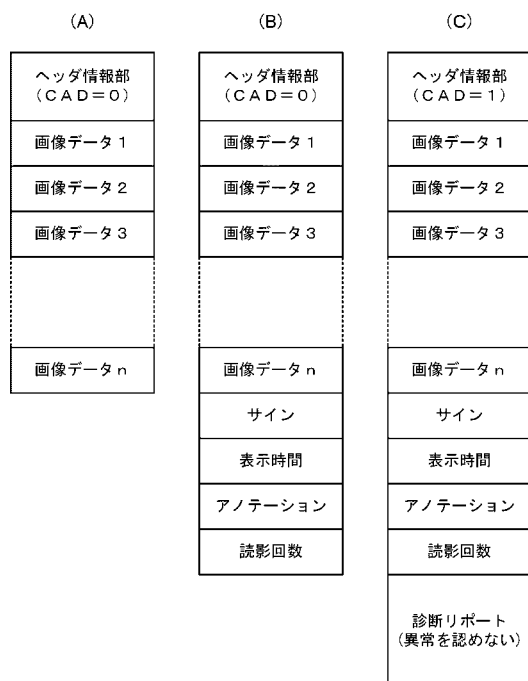 (A)
ヘッダ情報部
(CAD=0)
画像データ1
画像データ2
画像データ3
画像データn
(B)
ヘッダ情報部
(CAD=0)
画像データ1
画像データ2
画像データ3
画像データn
サイン
表示時間
アノテーション
読影回数
(C)
ヘッダ情報部
(CAD=1)
画像データ1
画像データ2
画像データ3
画像データn
サイン
表示時間
アノテーション
読影回数
診断リポート
(異常を認めない)